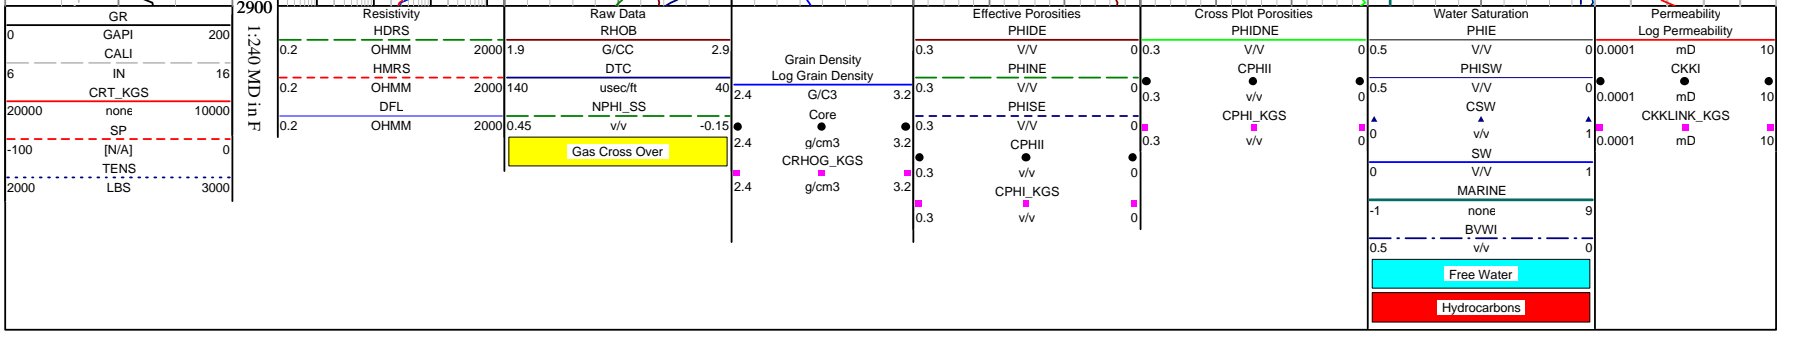 GR
0 GAPI 200
CALI
6 IN 16
CRT_KGS
20000 none 10000
SP
-100 [N/A] 0
TENS
2000 LBS 3000
2900
1:240 MD in F
Resistivity
HDRS
0.2 OHMM 2000
HMRS
0.2 OHMM 2000
DFL
0.2 OHMM 2000
Raw Data
RHOB
1.9 G/CC 2.9
DTC
140 usec/ft 40
NPHI_SS
0.45 v/v -0.15
Gas Cross Over
Grain Density
Log Grain Density
2.4 G/C3 3.2
Core
2.4 g/cm3 3.2
CRHOG_KGS
2.4 g/cm3 3.2
Effective Porosities
PHIDE
0.3 V/V 0
PHINE
0.3 V/V 0
PHISE
0.3 V/V 0
CPHII
0.3 v/v 0
CPHI_KGS
0.3 v/v 0
Cross Plot Porosities
PHIDNE
0.3 V/V 0
CPHII
0.3 v/v 0
CPHI_KGS
0.3 v/v 0
Water Saturation
PHIE
0.5 V/V 0
PHISW
0.5 V/V 0
CSW
0 v/v 1
SW
0 V/V 1
MARINE
-1 none 9
BVWI
0.5 v/v 0
Free Water
Hydrocarbons
Permeability
Log Permeability
0.0001 mD 10
CKKI
0.0001 mD 10
CKKLINK_KGS
0.0001 mD 10